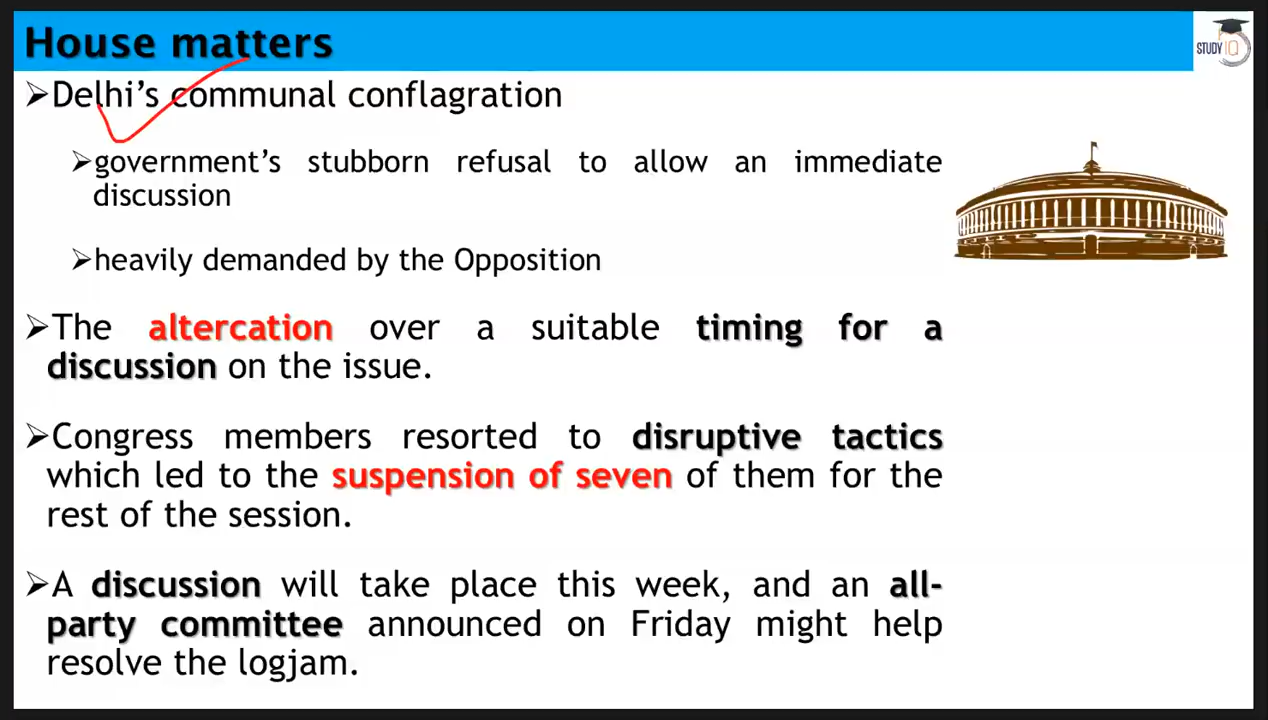 House matters
STUDY IQ
➢Delhi’s communal conflagration
➢government’s stubborn refusal to allow an immediate
discussion
➢heavily demanded by the Opposition
➢The altercation over a suitable timing for a
discussion on the issue.
➢Congress members resorted to disruptive tactics
which led to the suspension of seven of them for the
rest of the session.
➢A discussion will take place this week, and an all-
party committee announced on Friday might help
resolve the logjam.